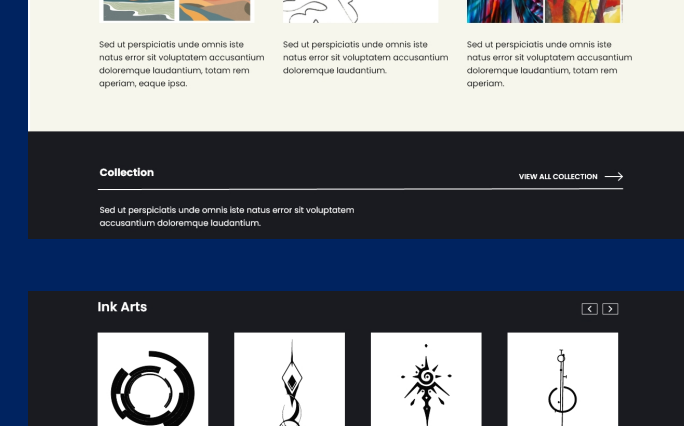 Sed ut perspiciatis unde omnis iste
natus error sit voluptatem accusantium
doloremque laudantium, totam rem
aperiam, eaque ipsa.
Sed ut perspiciatis unde omnis iste
natus error sit voluptatem accusantium
doloremque laudantium.
Sed ut perspiciatis unde omnis iste
natus error sit voluptatem accusantium
doloremque laudantium, totam rem
aperiam.
Collection
VIEW ALL COLLECTION
Sed ut perspiciatis unde omnis iste natus error sit voluptatem
accusantium doloremque laudantium.
Ink Arts